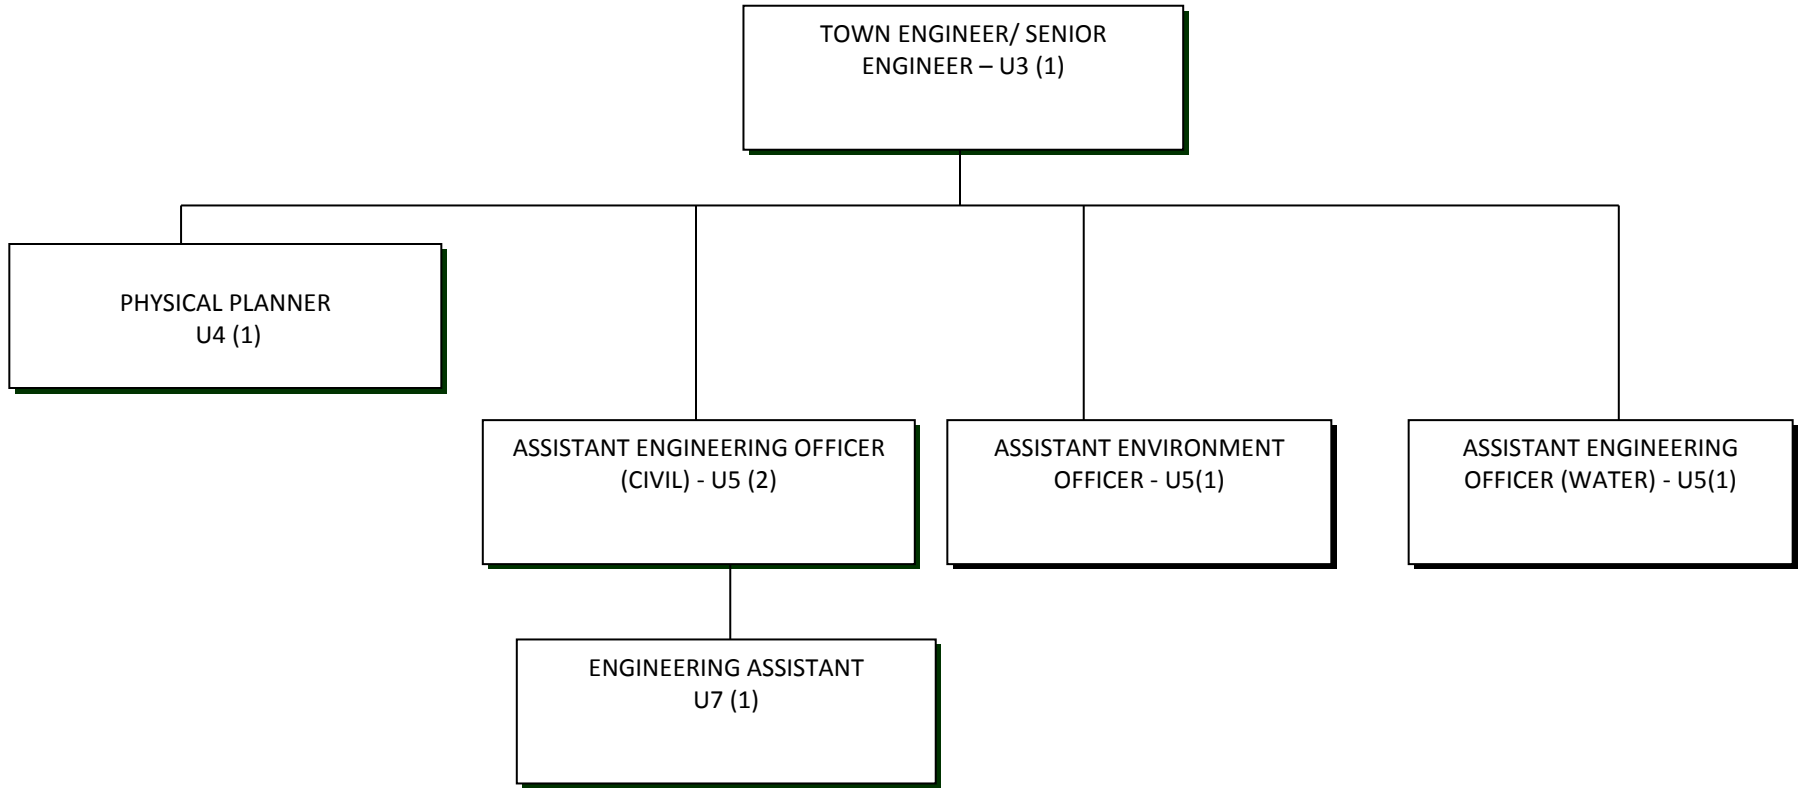 TOWN ENGINEER/ SENIOR
ENGINEER – U3 (1)
PHYSICAL PLANNER
U4 (1)
ASSISTANT ENGINEERING OFFICER
(CIVIL) - U5 (2)
ASSISTANT ENVIRONMENT
OFFICER - U5(1)
ASSISTANT ENGINEERING
OFFICER (WATER) - U5(1)
ENGINEERING ASSISTANT
U7 (1)